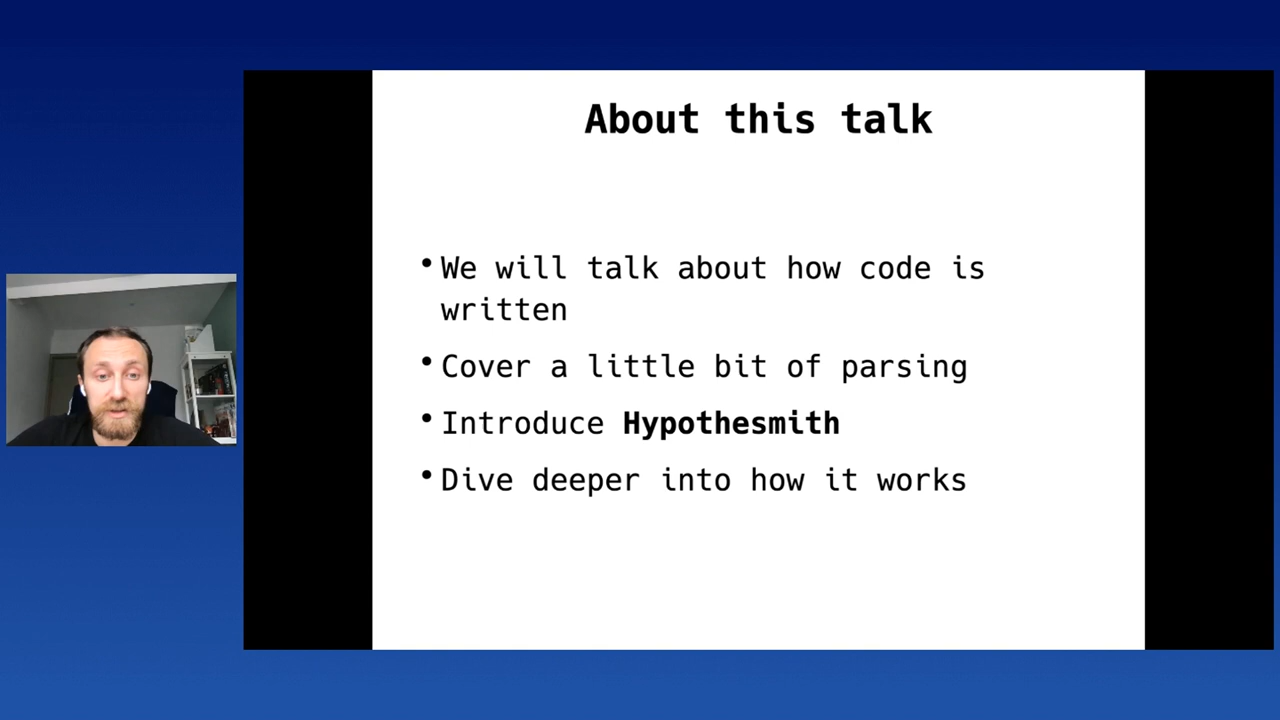 About this talk
• We will talk about how code is
written
• Cover a little bit of parsing
• Introduce Hypothesmith
• Dive deeper into how it works